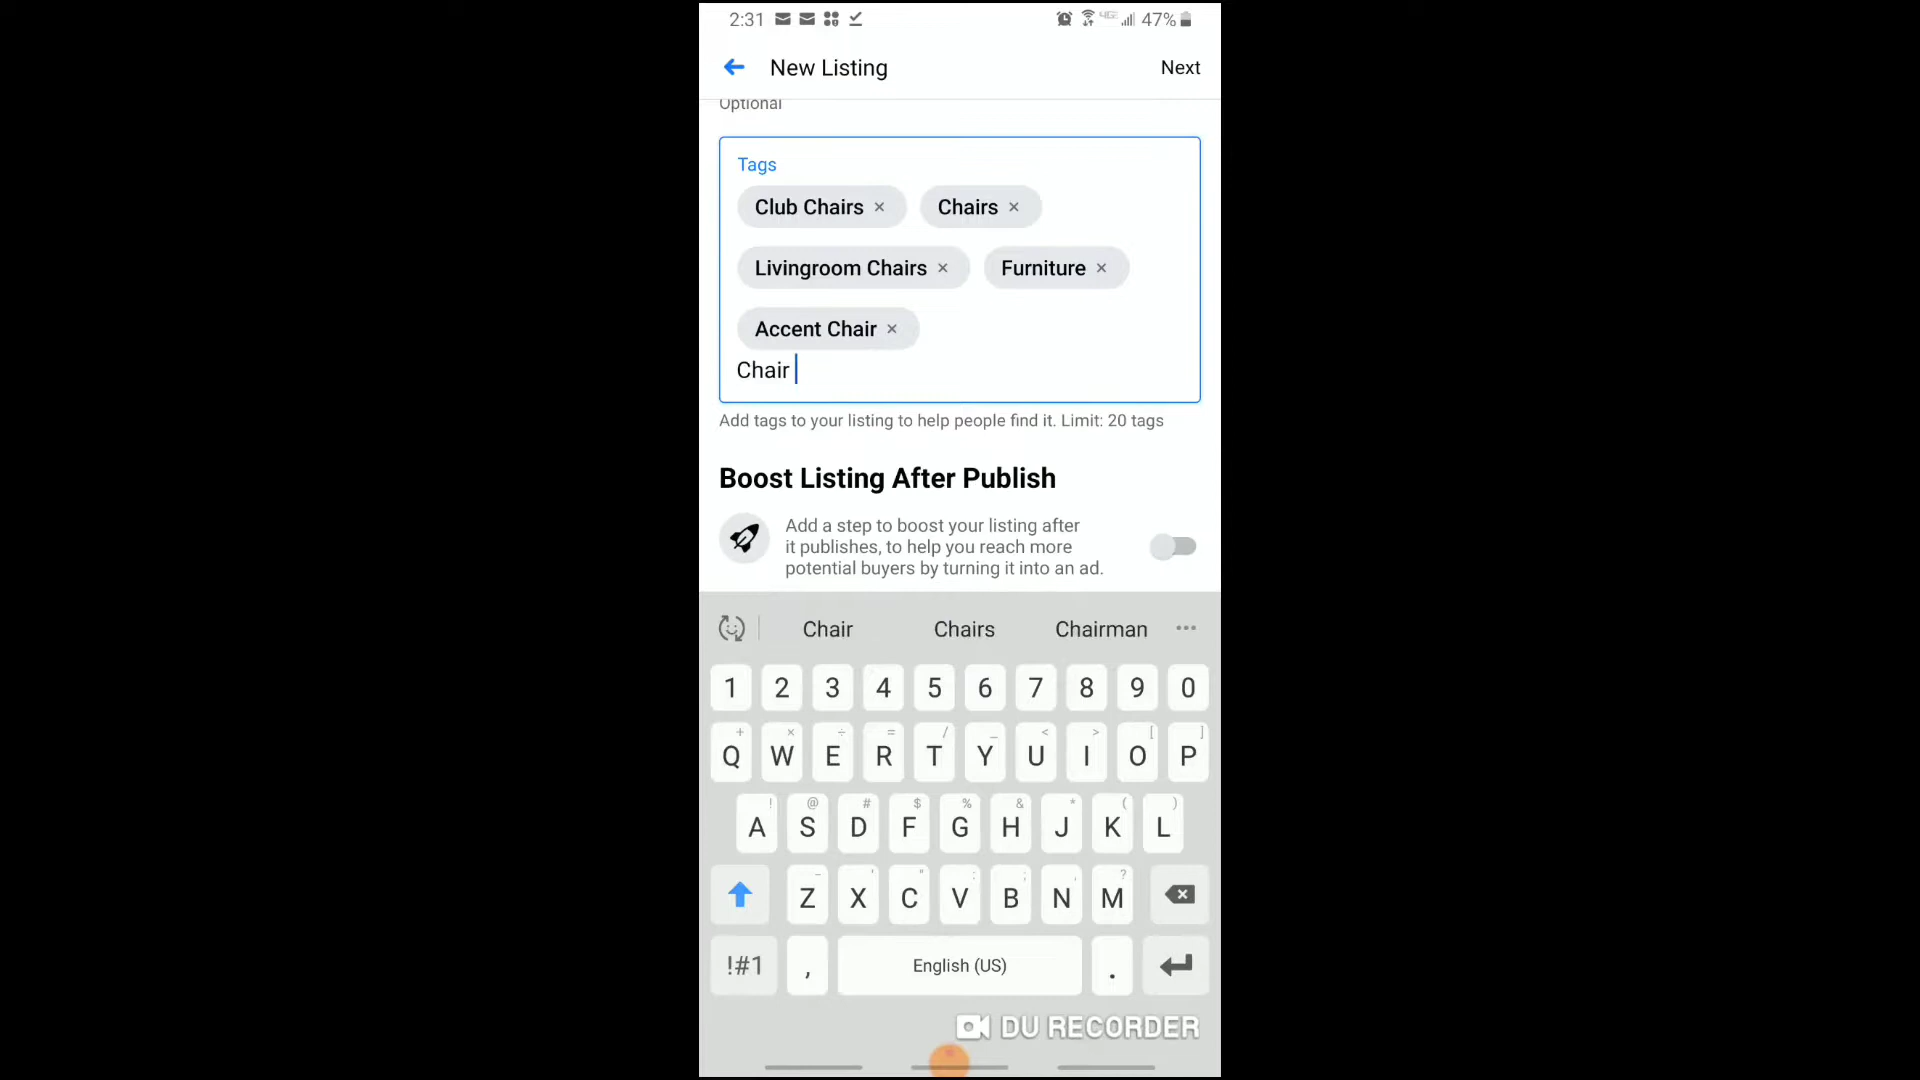 2:31 47%
New Listing Next
Optional
Tags
Club Chairs × Chairs ×
Livingroom Chairs × Furniture ×
Accent Chair ×
Chair
Add tags to your listing to help people find it. Limit: 20 tags
Boost Listing After Publish
Add a step to boost your listing after
it publishes, to help you reach more
potential buyers by turning it into an ad.
Chair Chairs Chairman ...
1 2 3 4 5 6 7 8 9 0
+ × ÷ = / _ < > [ ]
Q W E R T Y U I O P
! @ # $ % & * ( )
A S D F G H J K L
- ' " : ; , ?
Z X C V B N M
!#1 , English (US) .
DU RECORDER